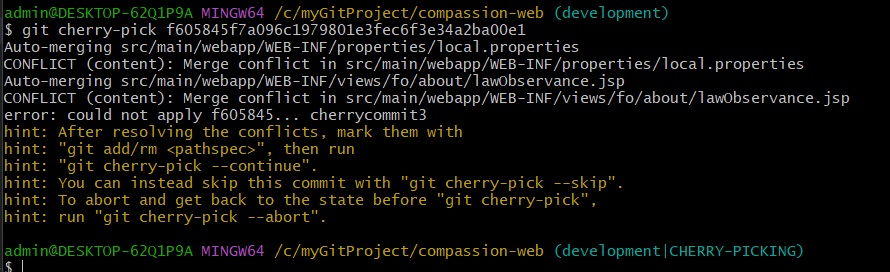 admin@DESKTOP-62Q1P9A MINGW64 /c/myGitProject/compassion-web (development)
$ git cherry-pick f605845f7a096c1979801e3fec6f3e34a2ba00e1
Auto-merging src/main/webapp/WEB-INF/properties/local.properties
CONFLICT (content): Merge conflict in src/main/webapp/WEB-INF/properties/local.properties
Auto-merging src/main/webapp/WEB-INF/views/fo/about/lawObservance.jsp
CONFLICT (content): Merge conflict in src/main/webapp/WEB-INF/views/fo/about/lawObservance.jsp
error: could not apply f605845... cherrycommit3
hint: After resolving the conflicts, mark them with
hint: "git add/rm <pathspec>", then run
hint: "git cherry-pick --continue".
hint: You can instead skip this commit with "git cherry-pick --skip".
hint: To abort and get back to the state before "git cherry-pick",
hint: run "git cherry-pick --abort".
admin@DESKTOP-62Q1P9A MINGW64 /c/myGitProject/compassion-web (development|CHERRY-PICKING)
$